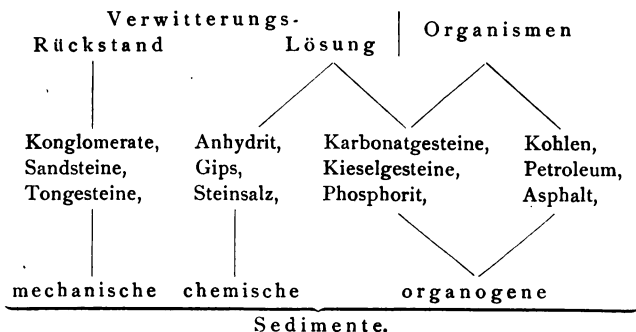 Verwitterungs-
Rückstand Lösung Organismen
Konglomerate, Anhydrit, Karbonatgesteine, Kohlen,
Sandsteine, Gips, Kieselgesteine, Petroleum,
Tongesteine, Steinsalz, Phosphorit, Asphalt,
mechanische chemische organogene
Sedimente.